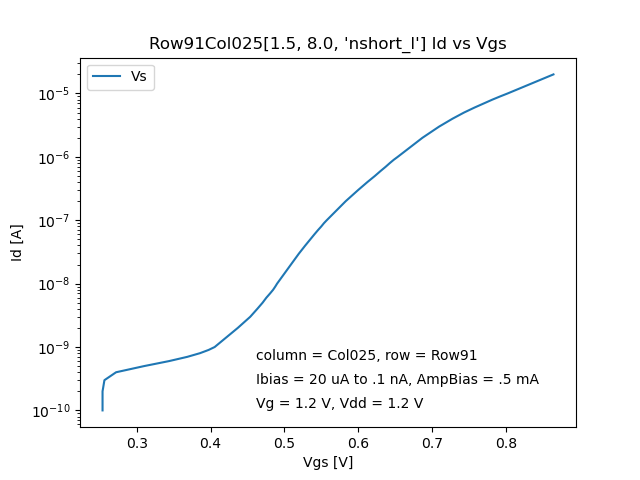 Row91Col025[1.5, 8.0, 'nshort_l'] Id vs Vgs
Vs
Id [A]
10⁻⁵
10⁻⁶
10⁻⁷
10⁻⁸
10⁻⁹
10⁻¹⁰
column = Col025, row = Row91
Ibias = 20 uA to .1 nA, AmpBias = .5 mA
Vg = 1.2 V, Vdd = 1.2 V
0.3 0.4 0.5 0.6 0.7 0.8
Vgs [V]